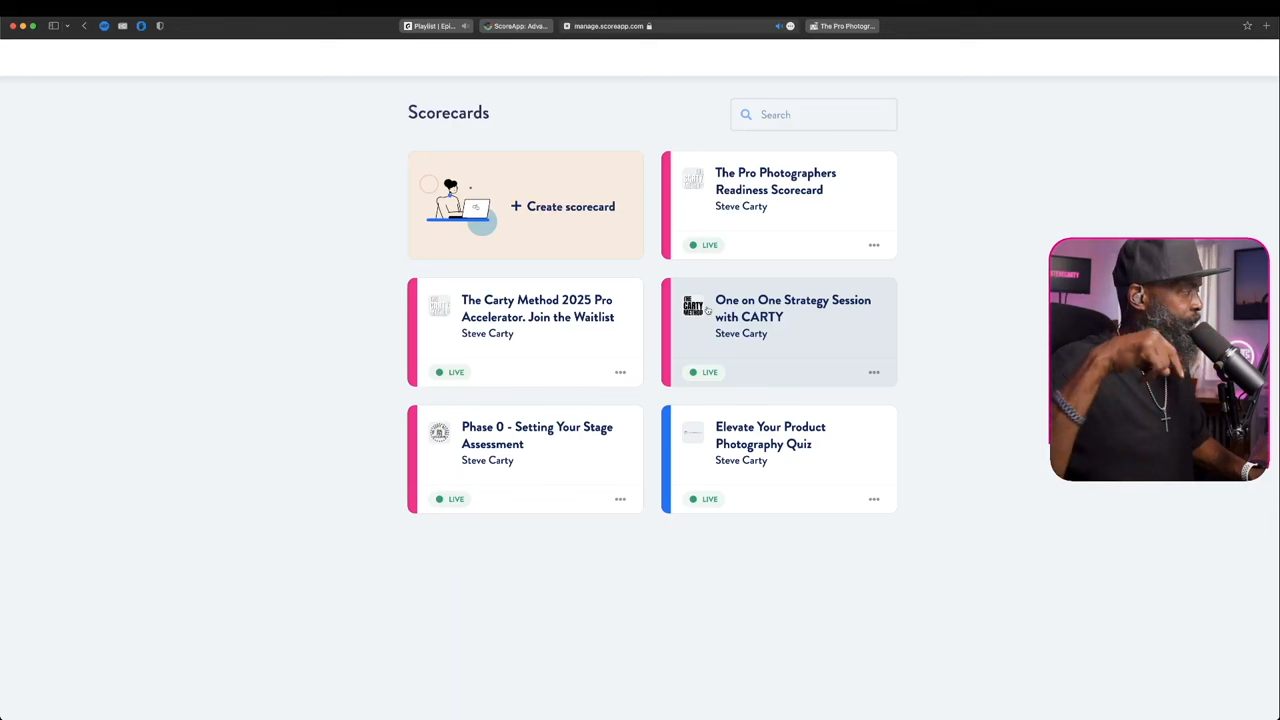 Playlist | Epi...
ScoreApp: Adva...
manage.scoreapp.com
The Pro Photogr...
Scorecards
Search
+ Create scorecard
The Pro Photographers
Readiness Scorecard
Steve Carty
LIVE
The Carty Method 2025 Pro
Accelerator. Join the Waitlist
Steve Carty
LIVE
THE
CARTY
METHOD
One on One Strategy Session
with CARTY
Steve Carty
LIVE
Phase 0 - Setting Your Stage
Assessment
Steve Carty
LIVE
Elevate Your Product
Photography Quiz
Steve Carty
LIVE